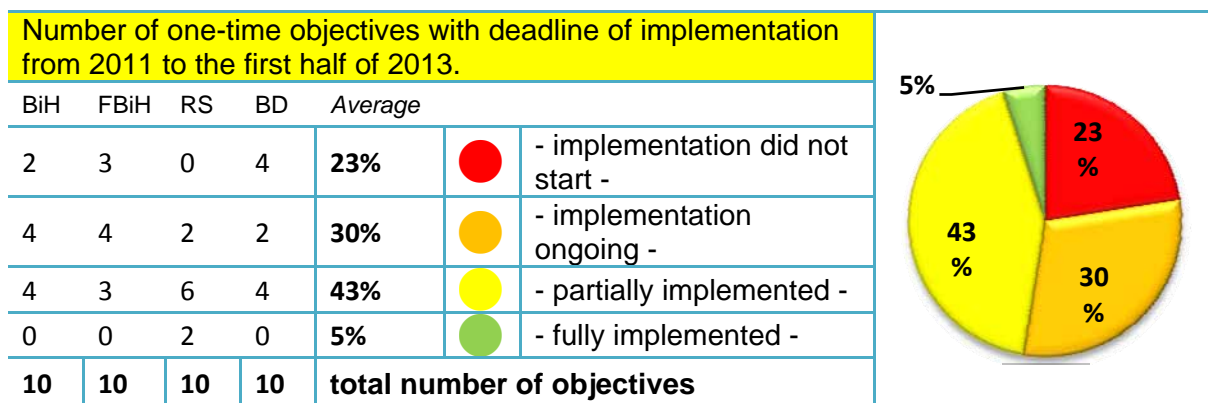 Number of one-time objectives with deadline of implementation
from 2011 to the first half of 2013.
BiH FBiH RS BD Average
2 3 0 4 23% - implementation did not
start -
4 4 2 2 30% - implementation
ongoing -
4 3 6 4 43% - partially implemented -
0 0 2 0 5% - fully implemented -
10 10 10 10 total number of objectives
5%
23
%
43
%
30
%